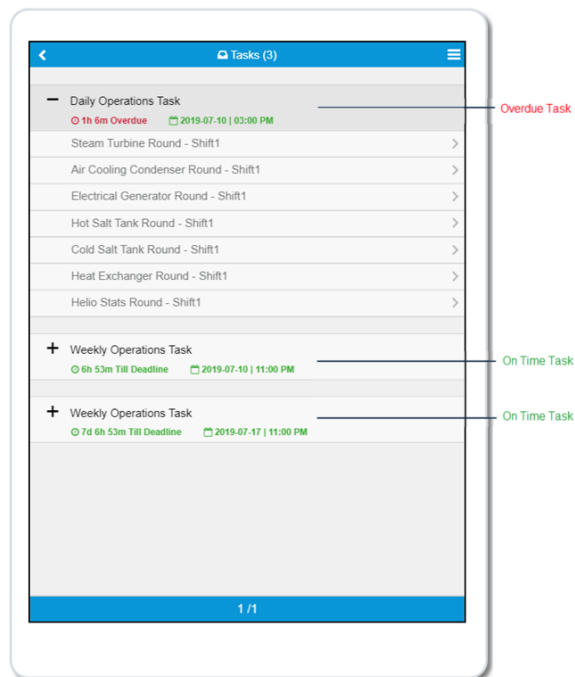 Tasks (3)
Daily Operations Task
1h 6m Overdue 2019-07-10 | 03:00 PM
Overdue Task
Steam Turbine Round - Shift1
Air Cooling Condenser Round - Shift1
Electrical Generator Round - Shift1
Hot Salt Tank Round - Shift1
Cold Salt Tank Round - Shift1
Heat Exchanger Round - Shift1
Helio Stats Round - Shift1
Weekly Operations Task
6h 53m Till Deadline 2019-07-10 | 11:00 PM
On Time Task
Weekly Operations Task
7d 6h 53m Till Deadline 2019-07-17 | 11:00 PM
On Time Task
1 /1